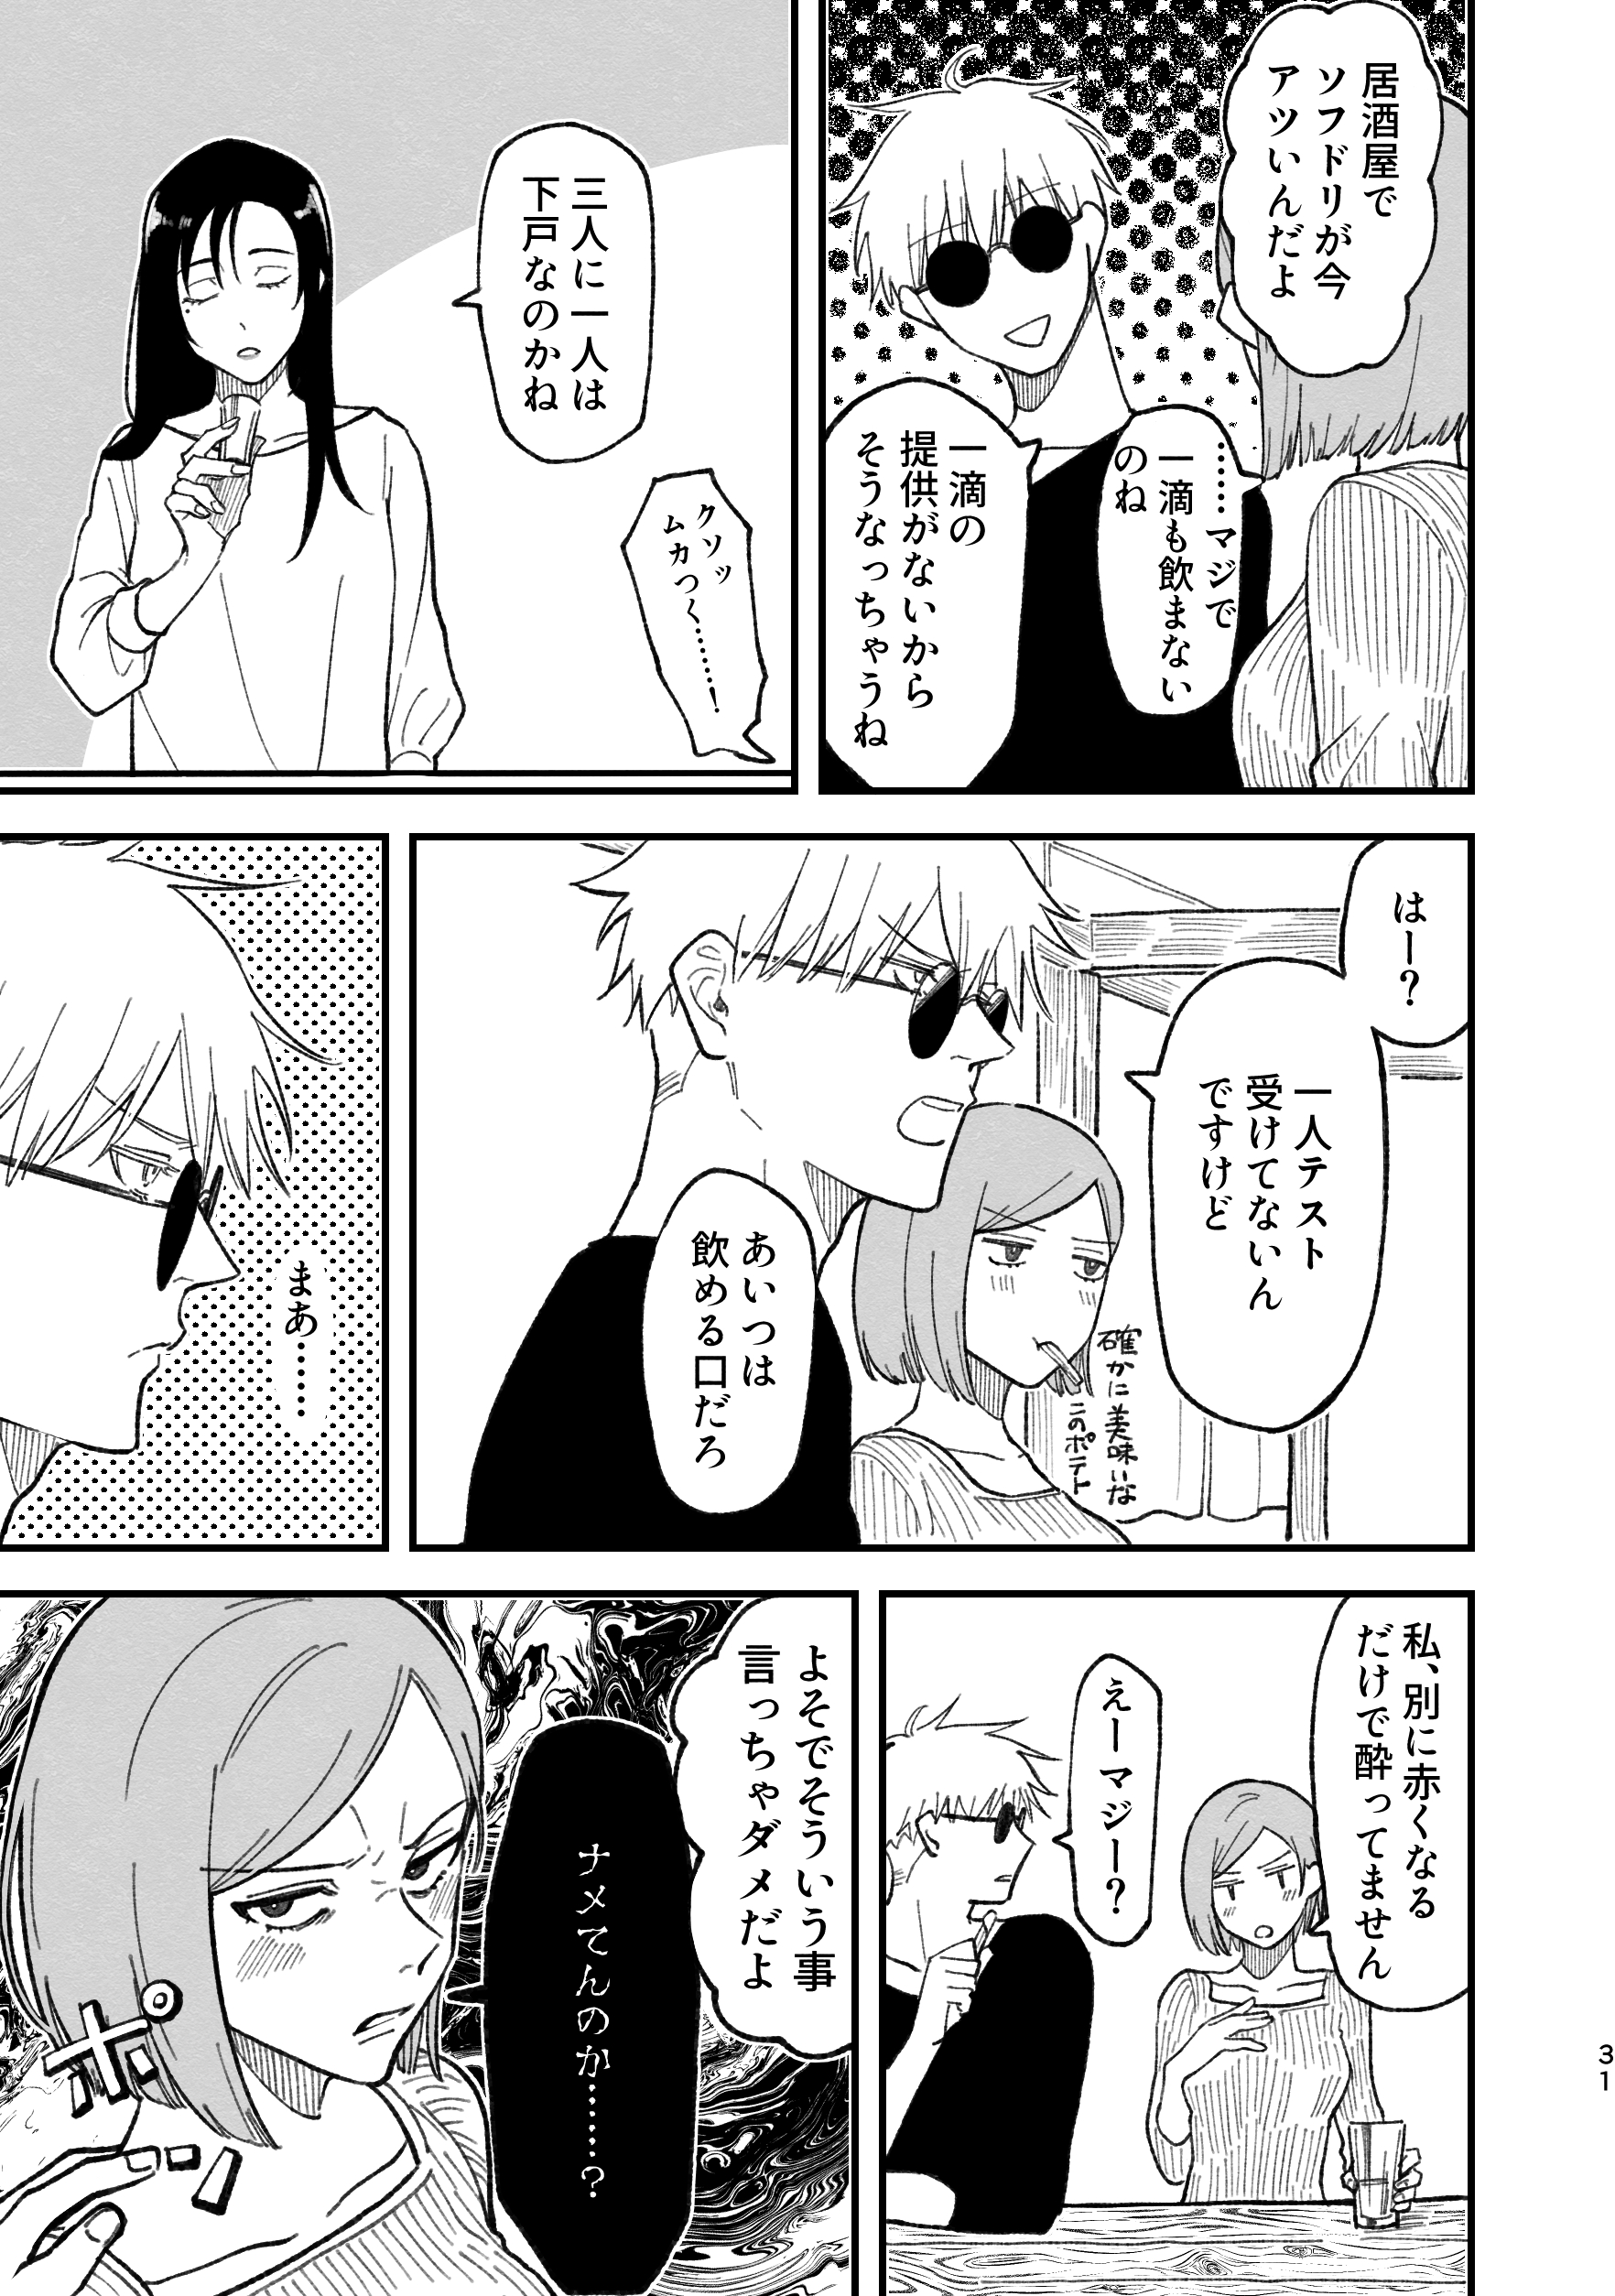 居酒屋で
ソフドリが今
アツいんだよ
……マジで
一滴も飲まない
のね
一滴の
提供がないから
そうなっちゃうね
三人に一人は
下戸なのかね
クソッ
ムカつく……！
はー？
一人テスト
受けてないん
ですけど
確かに美味いな
このポテト
あいつは
飲める口だろ
まあ……
私、別に赤くなる
だけで酔ってません
えーマジー？
よそでそういう事
言っちゃダメだよ
ナメてんのか……？
ポン
31